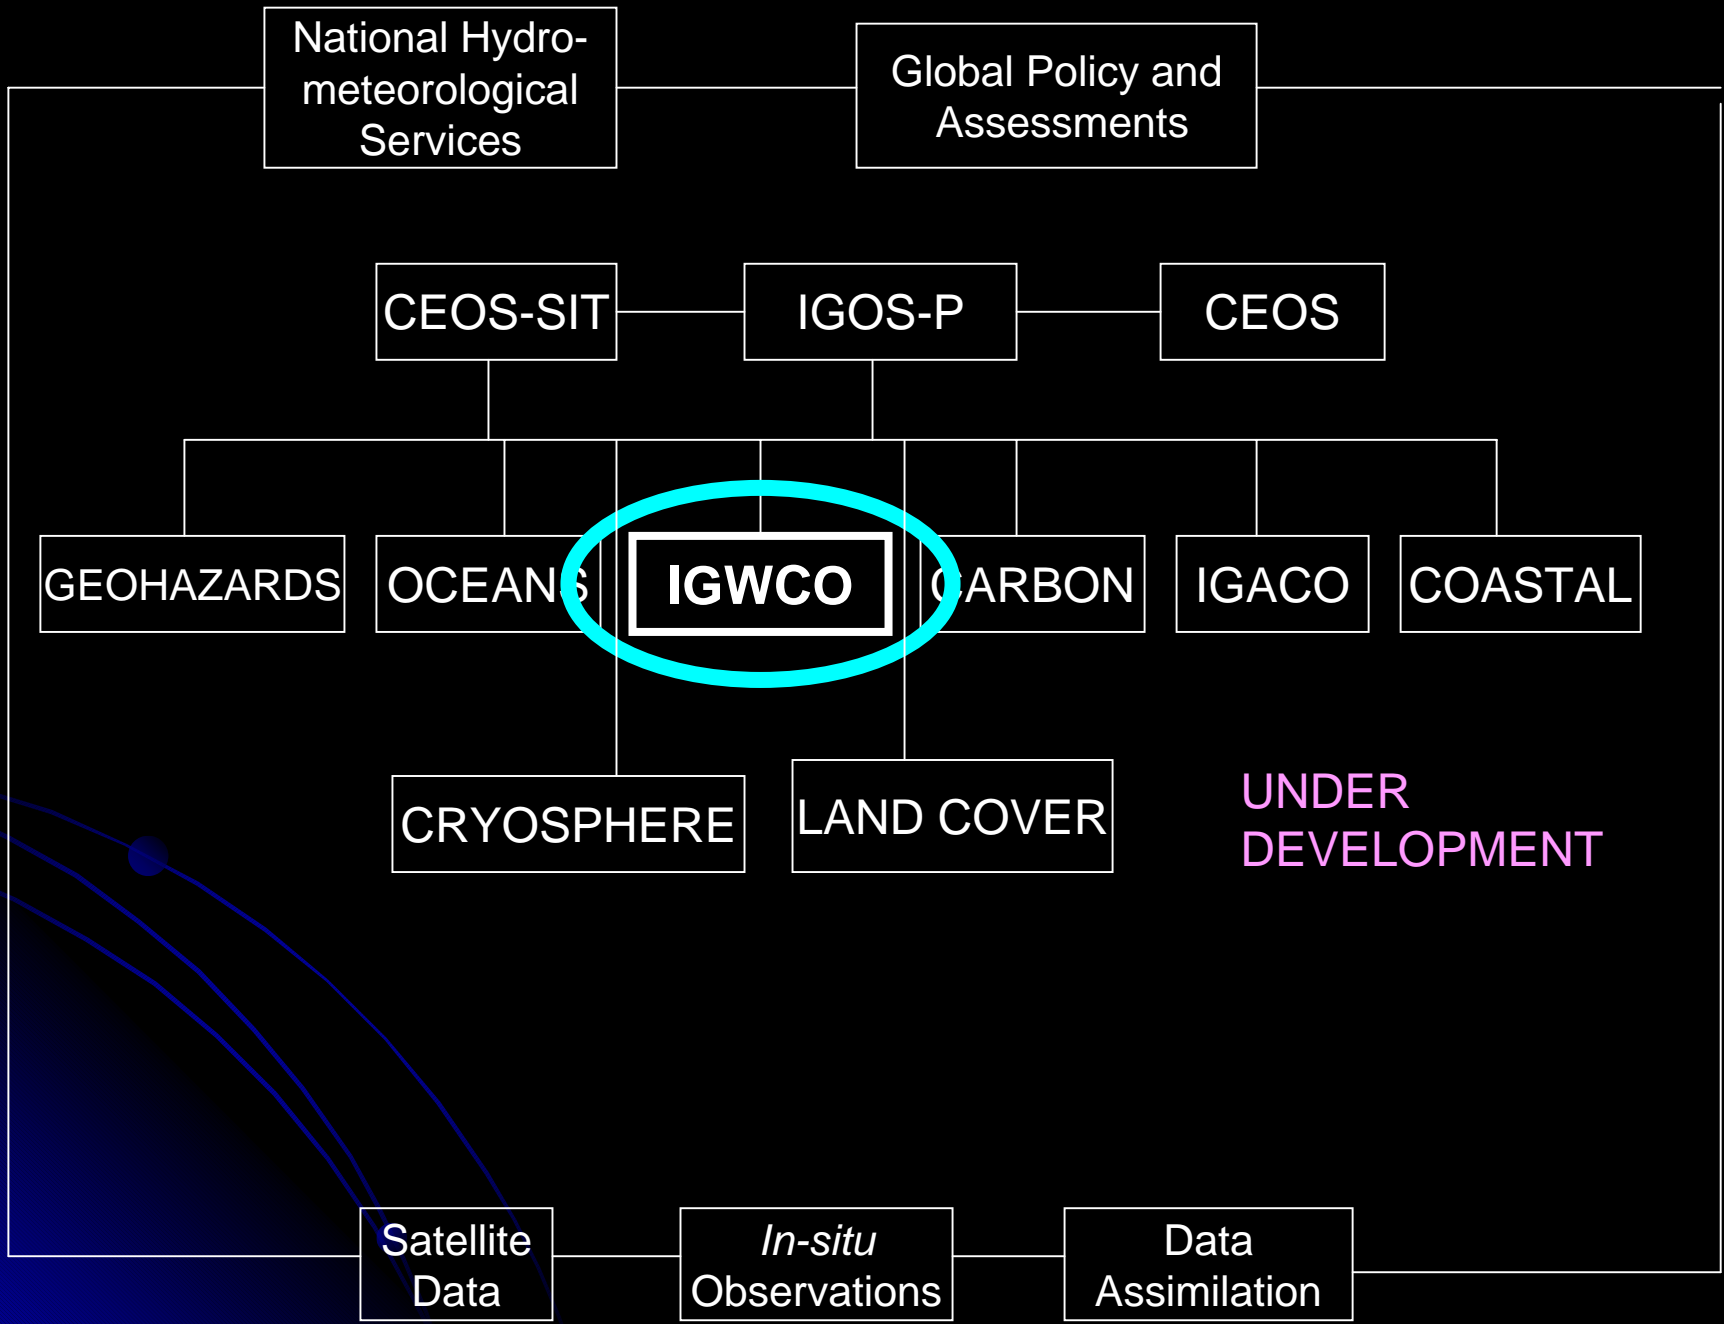 National Hydro-
meteorological
Services
Global Policy and
Assessments
CEOS-SIT
IGOS-P
CEOS
GEOHAZARDS
OCEANS
IGWCO
CARBON
IGACO
COASTAL
CRYOSPHERE
LAND COVER
UNDER
DEVELOPMENT
Satellite
Data
In-situ
Observations
Data
Assimilation